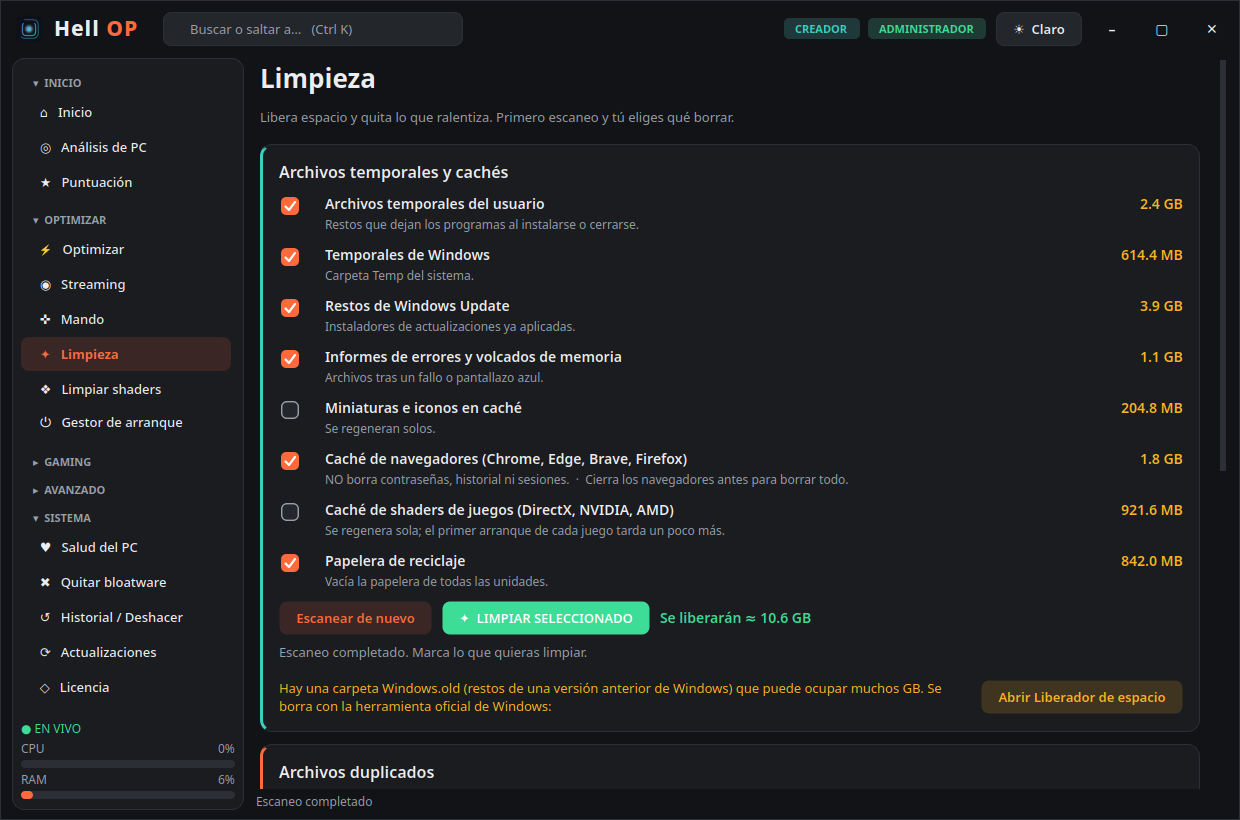 Hell OP
Buscar o saltar a... (Ctrl K)
CREADOR
ADMINISTRADOR
☀ Claro
▾ INICIO
⌂ Inicio
◎ Análisis de PC
★ Puntuación
▾ OPTIMIZAR
⚡ Optimizar
◉ Streaming
✜ Mando
✦ Limpieza
❖ Limpiar shaders
⏻ Gestor de arranque
▸ GAMING
▸ AVANZADO
▾ SISTEMA
♥ Salud del PC
✖ Quitar bloatware
↺ Historial / Deshacer
⟳ Actualizaciones
◇ Licencia
● EN VIVO
CPU 0%
RAM 6%
Limpieza
Libera espacio y quita lo que ralentiza. Primero escaneo y tú eliges qué borrar.
Archivos temporales y cachés
Archivos temporales del usuario 2.4 GB
Restos que dejan los programas al instalarse o cerrarse.
Temporales de Windows 614.4 MB
Carpeta Temp del sistema.
Restos de Windows Update 3.9 GB
Instaladores de actualizaciones ya aplicadas.
Informes de errores y volcados de memoria 1.1 GB
Archivos tras un fallo o pantallazo azul.
Miniaturas e iconos en caché 204.8 MB
Se regeneran solos.
Caché de navegadores (Chrome, Edge, Brave, Firefox) 1.8 GB
NO borra contraseñas, historial ni sesiones. · Cierra los navegadores antes para borrar todo.
Caché de shaders de juegos (DirectX, NVIDIA, AMD) 921.6 MB
Se regenera sola; el primer arranque de cada juego tarda un poco más.
Papelera de reciclaje 842.0 MB
Vacía la papelera de todas las unidades.
Escanear de nuevo
✦ LIMPIAR SELECCIONADO
Se liberarán ≈ 10.6 GB
Escaneo completado. Marca lo que quieras limpiar.
Hay una carpeta Windows.old (restos de una versión anterior de Windows) que puede ocupar muchos GB. Se
borra con la herramienta oficial de Windows:
Abrir Liberador de espacio
Archivos duplicados
Escaneo completado